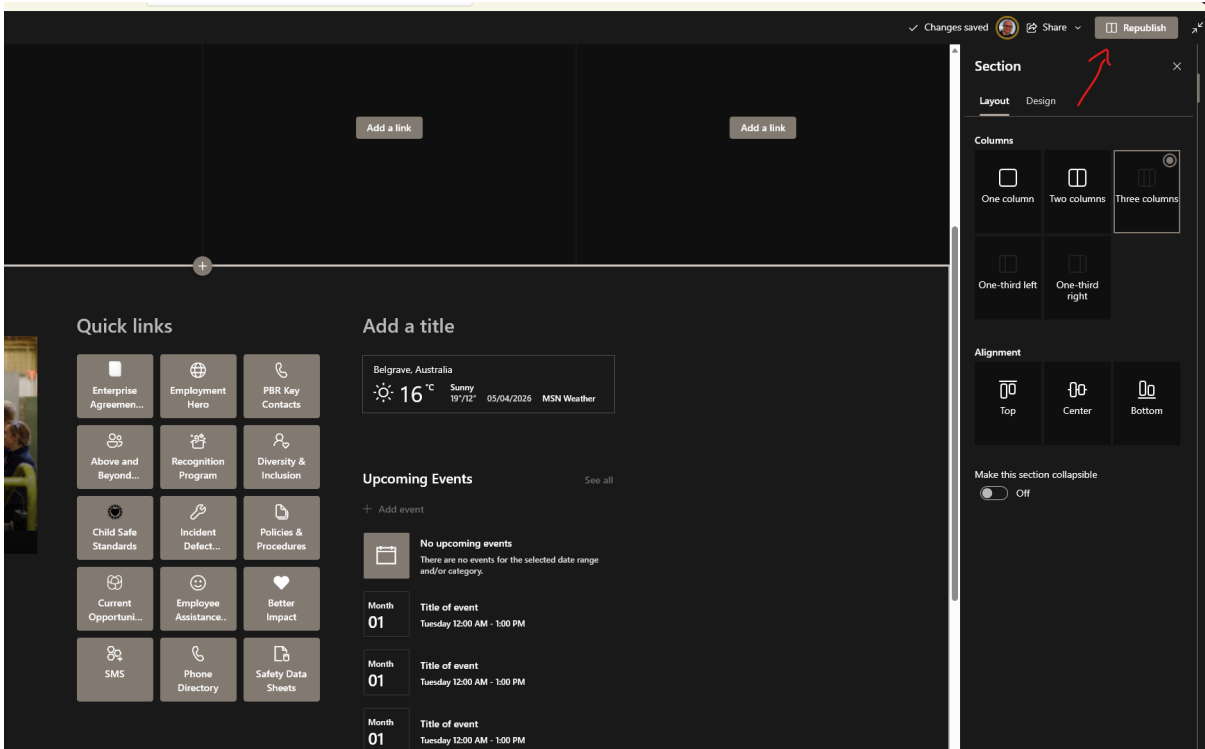 Changes saved
Share
Republish
Section
Layout
Design
Add a link
Add a link
Columns
One column
Two columns
Three columns
One-third left
One-third
right
Alignment
Top
Center
Bottom
Make this section collapsible
Off
Quick links
Enterprise
Agreemen...
Employment
Hero
PBR Key
Contacts
Above and
Beyond...
Recognition
Program
Diversity &
Inclusion
Child Safe
Standards
Incident
Defect...
Policies &
Procedures
Current
Opportuni...
Employee
Assistance..
Better
Impact
SMS
Phone
Directory
Safety Data
Sheets
Add a title
Belgrave, Australia
16 °C
Sunny
19°/12°
05/04/2026
MSN Weather
Upcoming Events
See all
Add event
No upcoming events
There are no events for the selected date range
and/or category.
Month
01
Title of event
Tuesday 12:00 AM - 1:00 PM
Month
01
Title of event
Tuesday 12:00 AM - 1:00 PM
Month
01
Title of event
Tuesday 12:00 AM - 1:00 PM